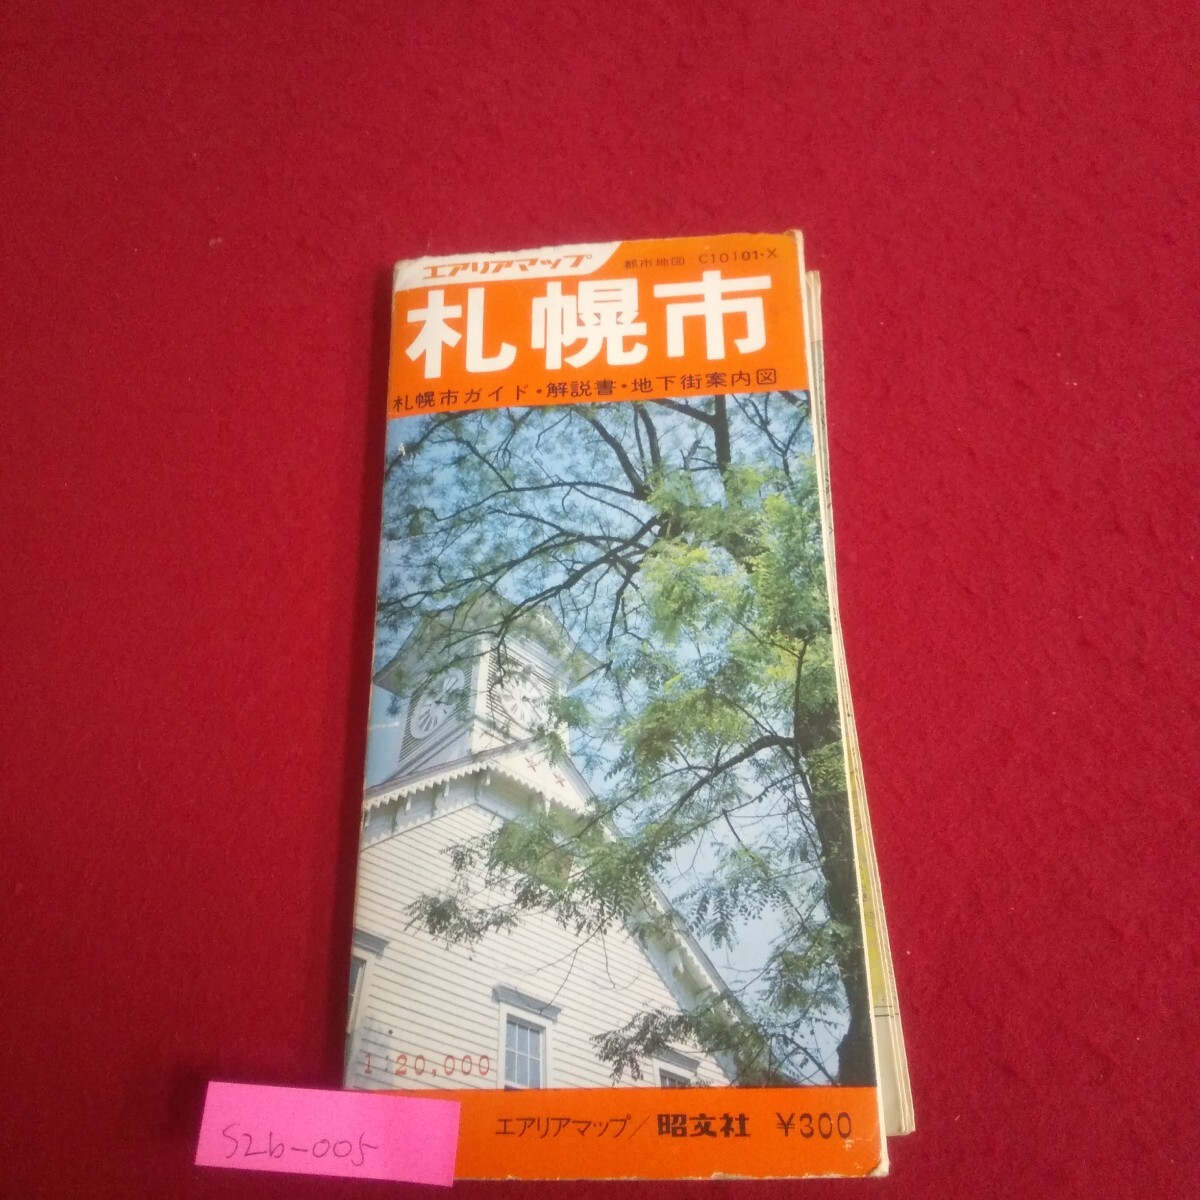 エアリアマップ
都市地図 C10101・X
札幌市
札幌市ガイド・解説書・地下街案内図
1:20,000
エアリアマップ/昭文社 ¥300
S2b-005